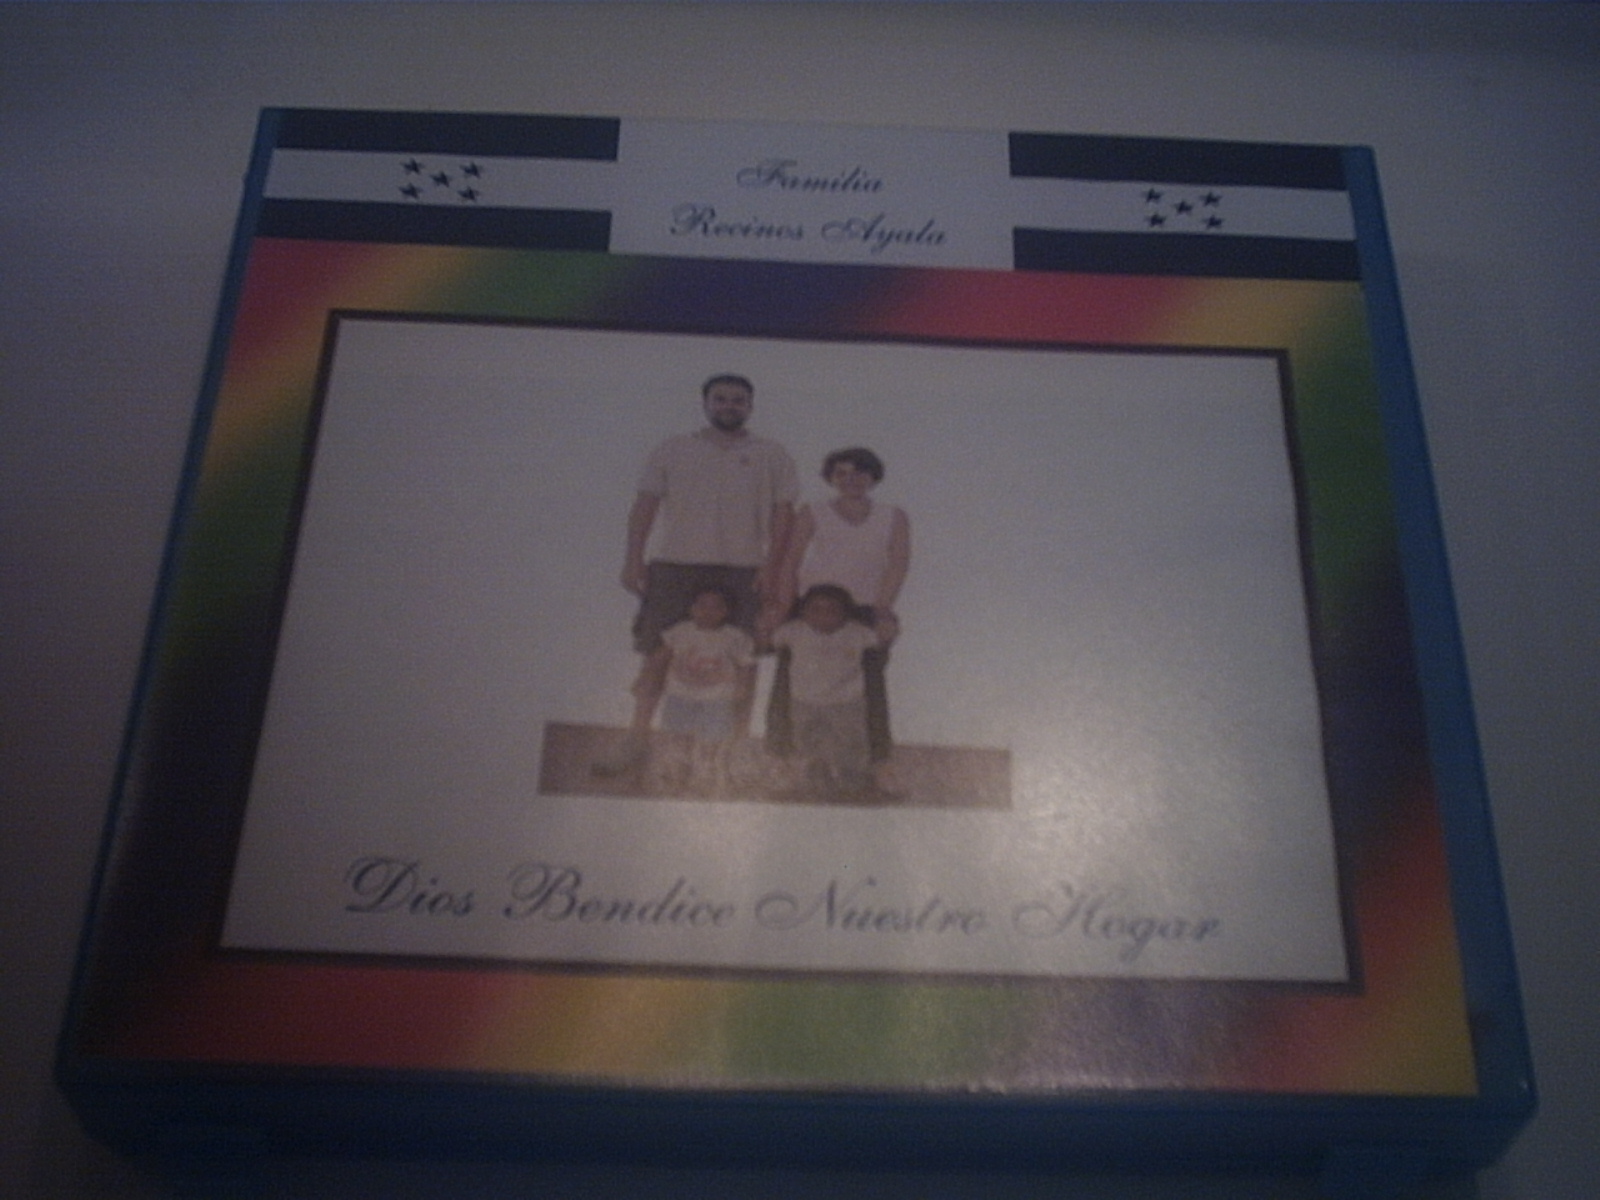 Familia
Recinos Ayala
Dios Bendice Nuestro Hogar